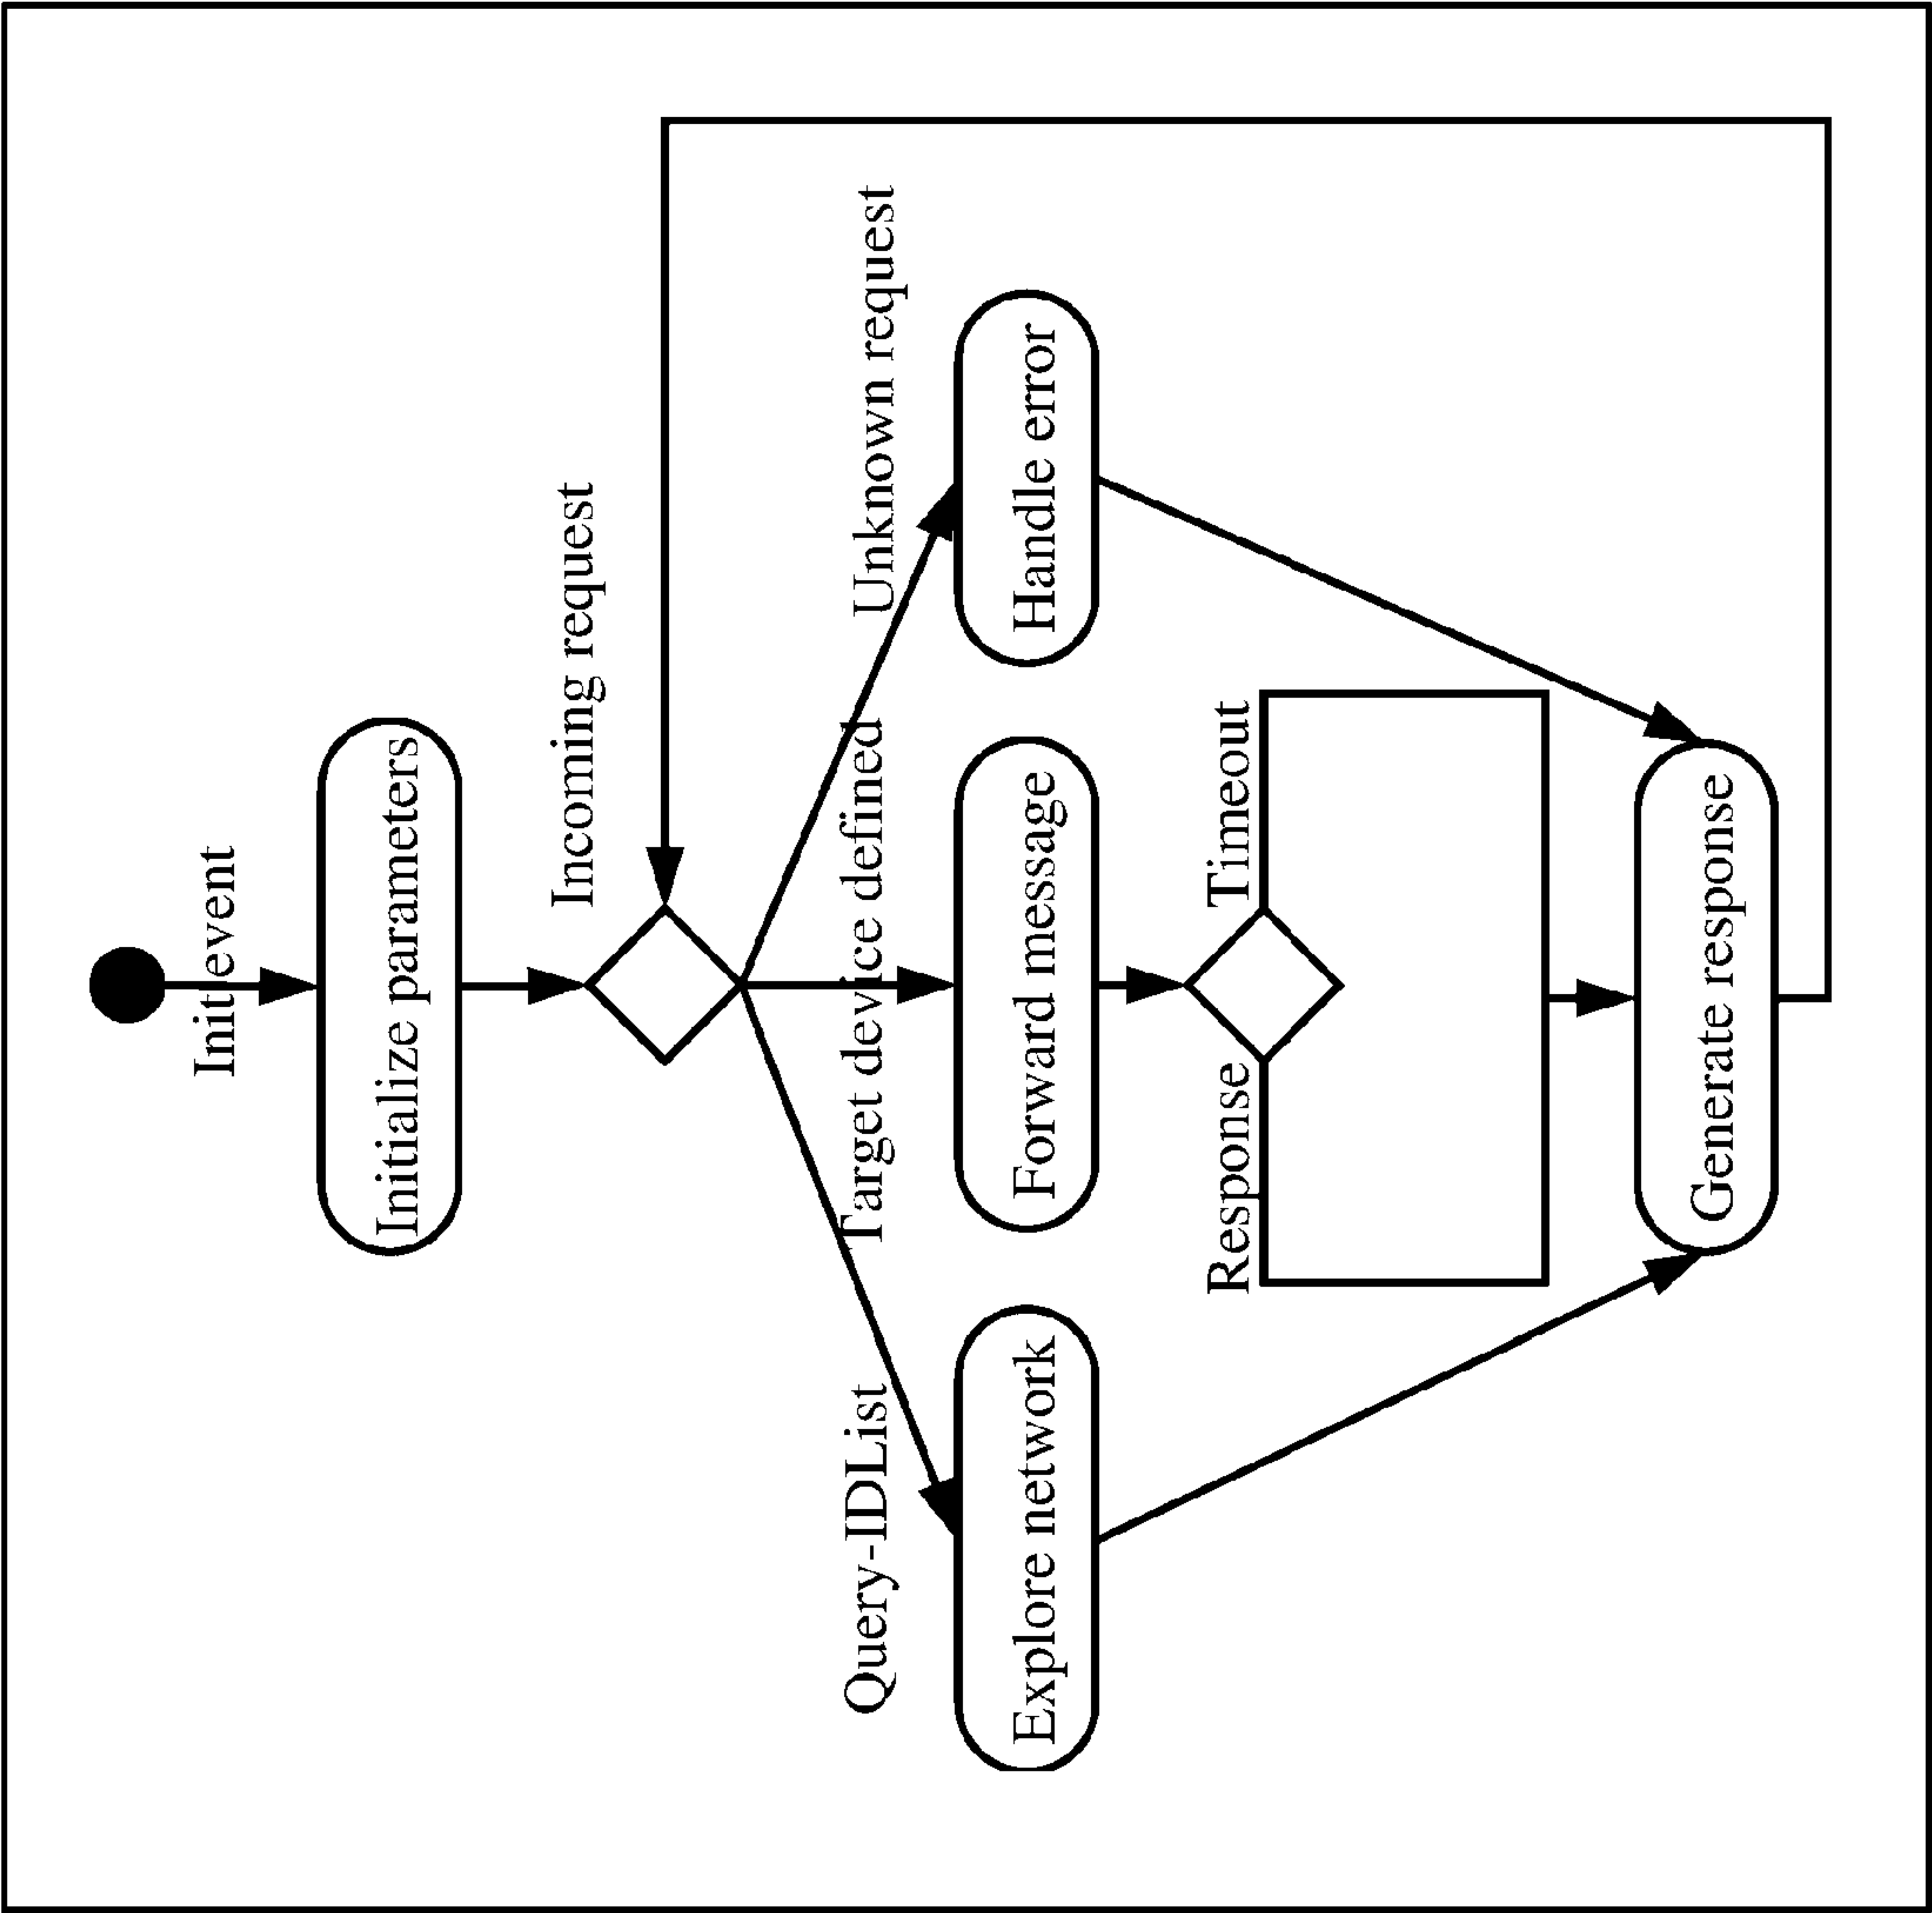 Init event
Initialize parameters
Incoming request
Query-IDList
Target device defined
Unknown request
Explore network
Forward message
Handle error
Response
Timeout
Generate response